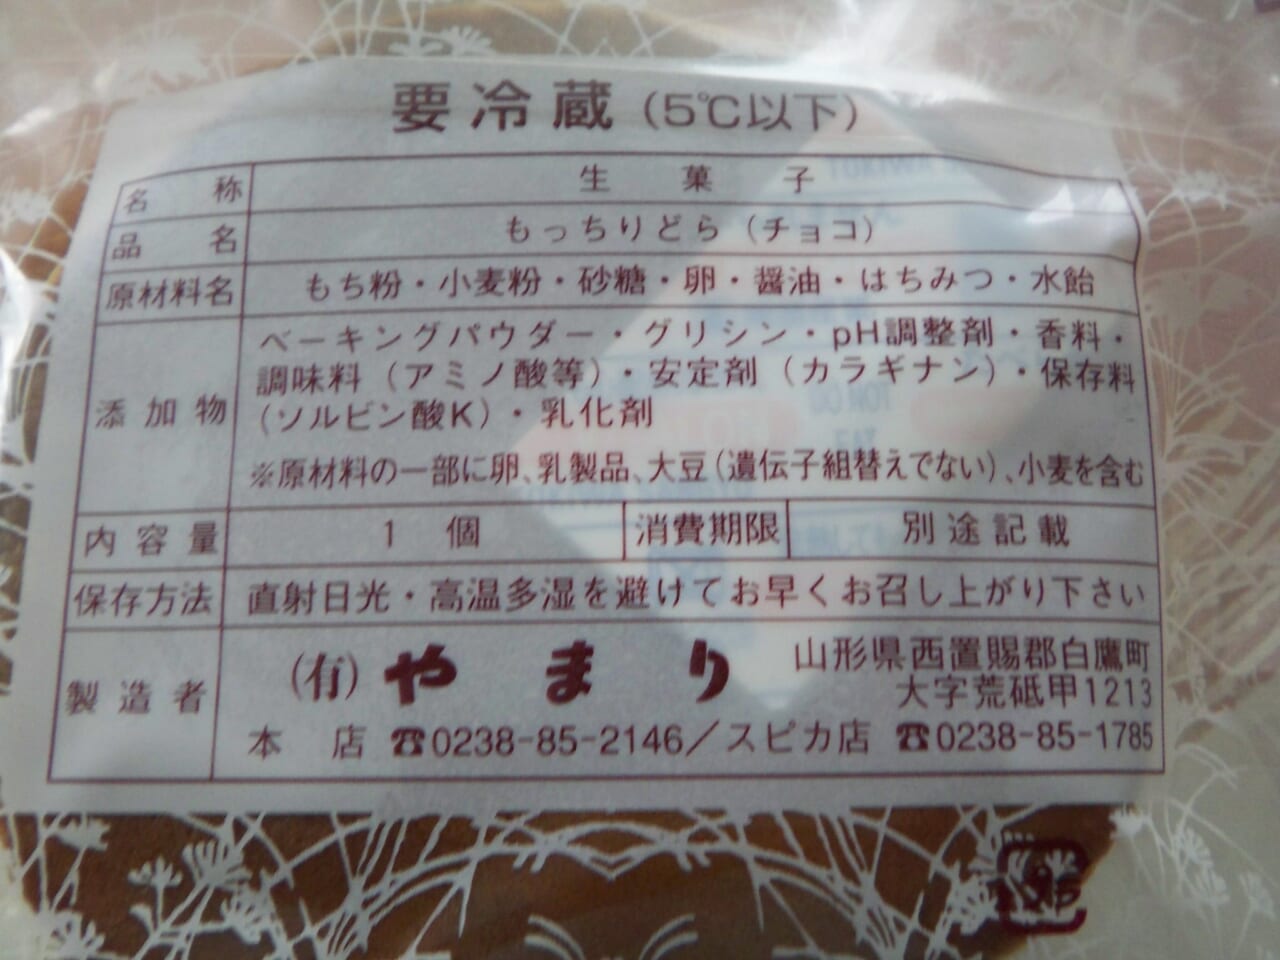 要冷蔵（5℃以下）
名称 生菓子
品名 もっちりどら（チョコ）
原材料名 もち粉・小麦粉・砂糖・卵・醤油・はちみつ・水飴
添加物 ベーキングパウダー・グリシン・pH調整剤・香料・
調味料（アミノ酸等）・安定剤（カラギナン）・保存料
（ソルビン酸K）・乳化剤
※原材料の一部に卵、乳製品、大豆（遺伝子組替えでない）、小麦を含む
内容量 1個 消費期限 別途記載
保存方法 直射日光・高温多湿を避けてお早くお召し上がり下さい
製造者 （有）やまり 山形県西置賜郡白鷹町
大字荒砥甲1213
本店 ☎0238-85-2146／スピカ店 ☎0238-85-1785